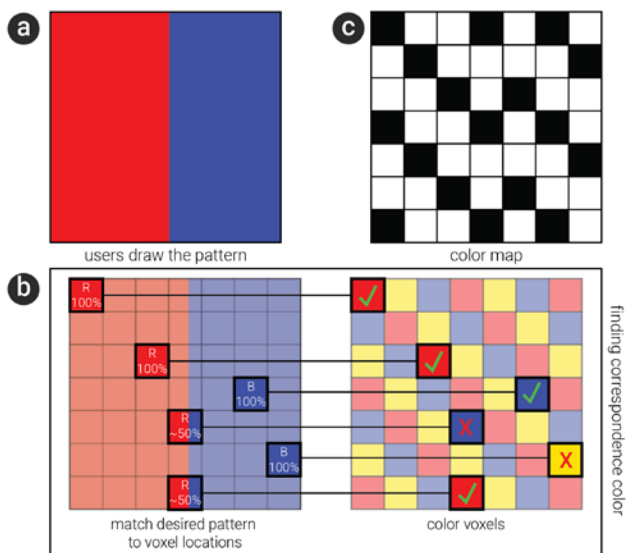 a
c
users draw the pattern
color map
b
R
100%
R
100%
B
100%
R
~50%
X
B
100%
X
R
~50%
match desired pattern
to voxel locations
color voxels
finding correspondence
color